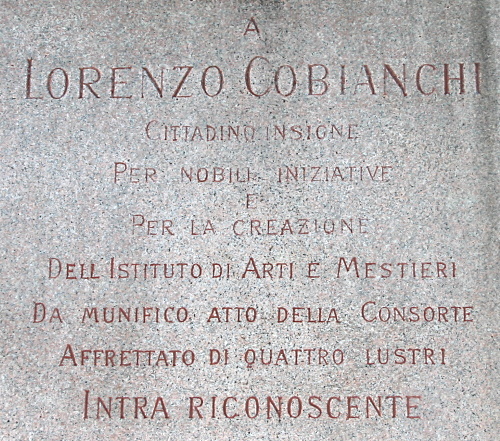 A
LORENZO COBIANCHI
CITTADINO INSIGNE
PER NOBILI INIZIATIVE
E
PER LA CREAZIONE
DELL'ISTITUTO DI ARTI E MESTIERI
DA MUNIFICO ATTO DELLA CONSORTE
AFFRETTATO DI QUATTRO LUSTRI
INTRA RICONOSCENTE